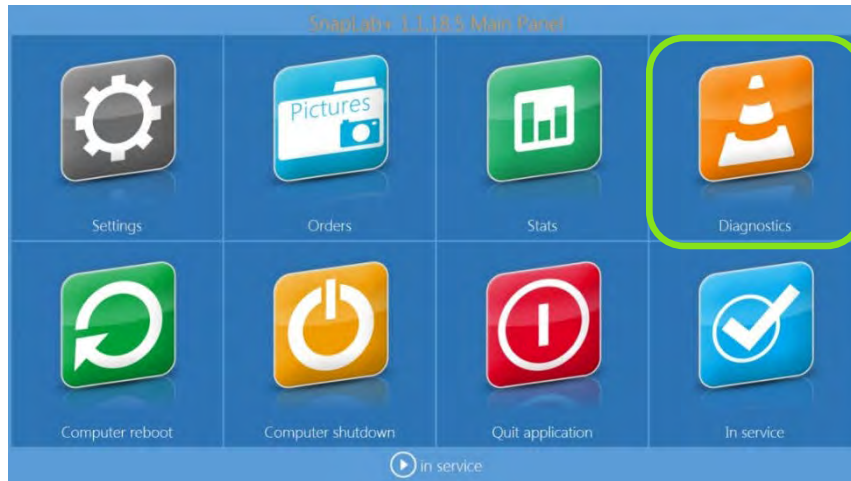 SnapLab+ 1.1.18.5 Main Panel
Pictures
Settings
Orders
Stats
Diagnostics
Computer reboot
Computer shutdown
Quit application
In service
in service